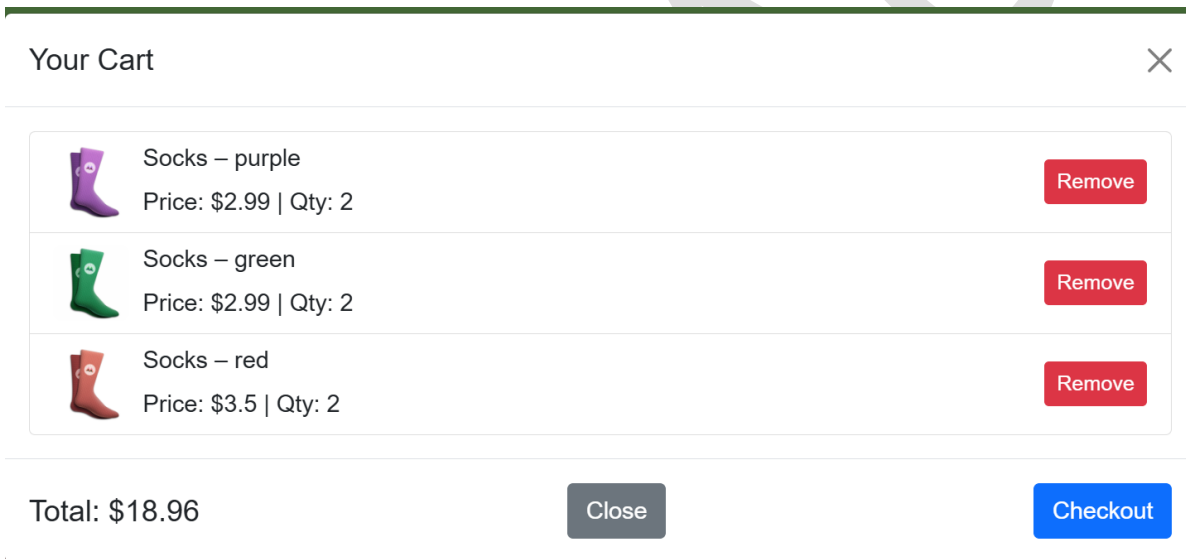 Your Cart
Socks – purple
Price: $2.99 | Qty: 2
Remove
Socks – green
Price: $2.99 | Qty: 2
Remove
Socks – red
Price: $3.5 | Qty: 2
Remove
Total: $18.96
Close
Checkout